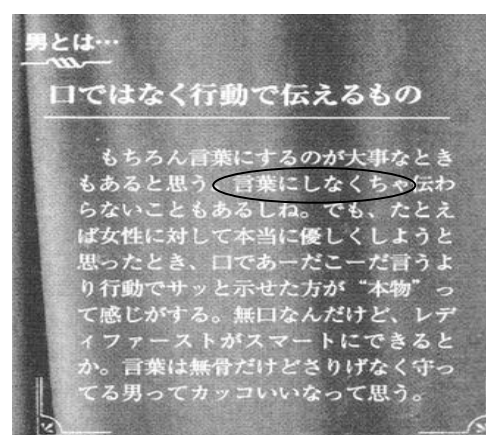 男とは…
口ではなく行動で伝えるもの
もちろん言葉にするのが大事なとき
もあると思う。言葉にしなくちゃ伝わ
らないこともあるしね。でも、たとえ
ば女性に対して本当に優しくしようと
思ったとき、口であーだこーだ言うよ
り行動でサッと示せた方が“本物”っ
て感じがする。無口なんだけど、レデ
ィファーストがスマートにできると
か。言葉は無骨だけどさりげなく守っ
てる男ってカッコいいなって思う。